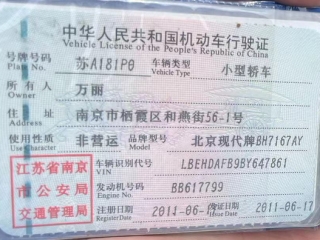 中华人民共和国机动车行驶证
Vehicle License of the People's Republic of China
号牌号码 苏A181P0 车辆类型 小型轿车
Plate No. Vehicle Type
所有人 万丽
Owner
住址 南京市栖霞区和燕街56-1号
使用性质 非营运 品牌型号 北京现代牌BH7167AY
江苏省南京市公安局交通管理局
车辆识别代号 LBEHDAFB9BY647861
VIN
发动机号码 BB617799
Engine No.
注册日期 2011-06-1 发证日期 2011-06-17
Register Date